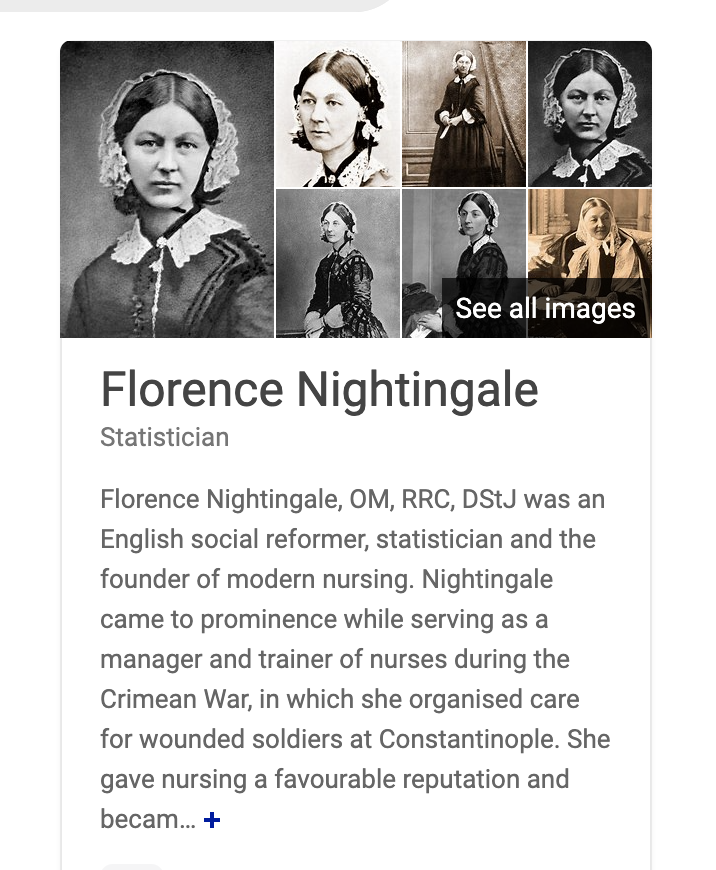 See all images
Florence Nightingale
Statistician
Florence Nightingale, OM, RRC, DStJ was an
English social reformer, statistician and the
founder of modern nursing. Nightingale
came to prominence while serving as a
manager and trainer of nurses during the
Crimean War, in which she organised care
for wounded soldiers at Constantinople. She
gave nursing a favourable reputation and
becam... +